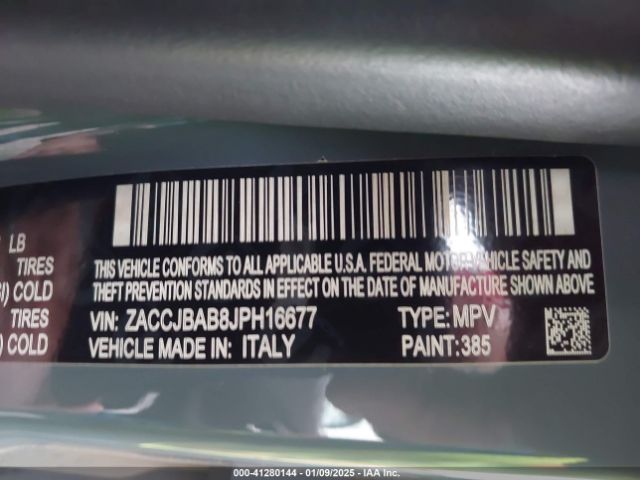 LB
TIRES
COLD
TIRES
) COLD
THIS VEHICLE CONFORMS TO ALL APPLICABLE U.S.A. FEDERAL MOTOR VEHICLE SAFETY AND
THEFT PREVENTION STANDARDS IN EFFECT ON THE DATE OF MANUFACTURE SHOWN ABOVE
VIN: ZACCJBAB8JPH16677 TYPE: MPV
VEHICLE MADE IN: ITALY PAINT: 385
000-41280144 - 01/09/2025 - IAA Inc.